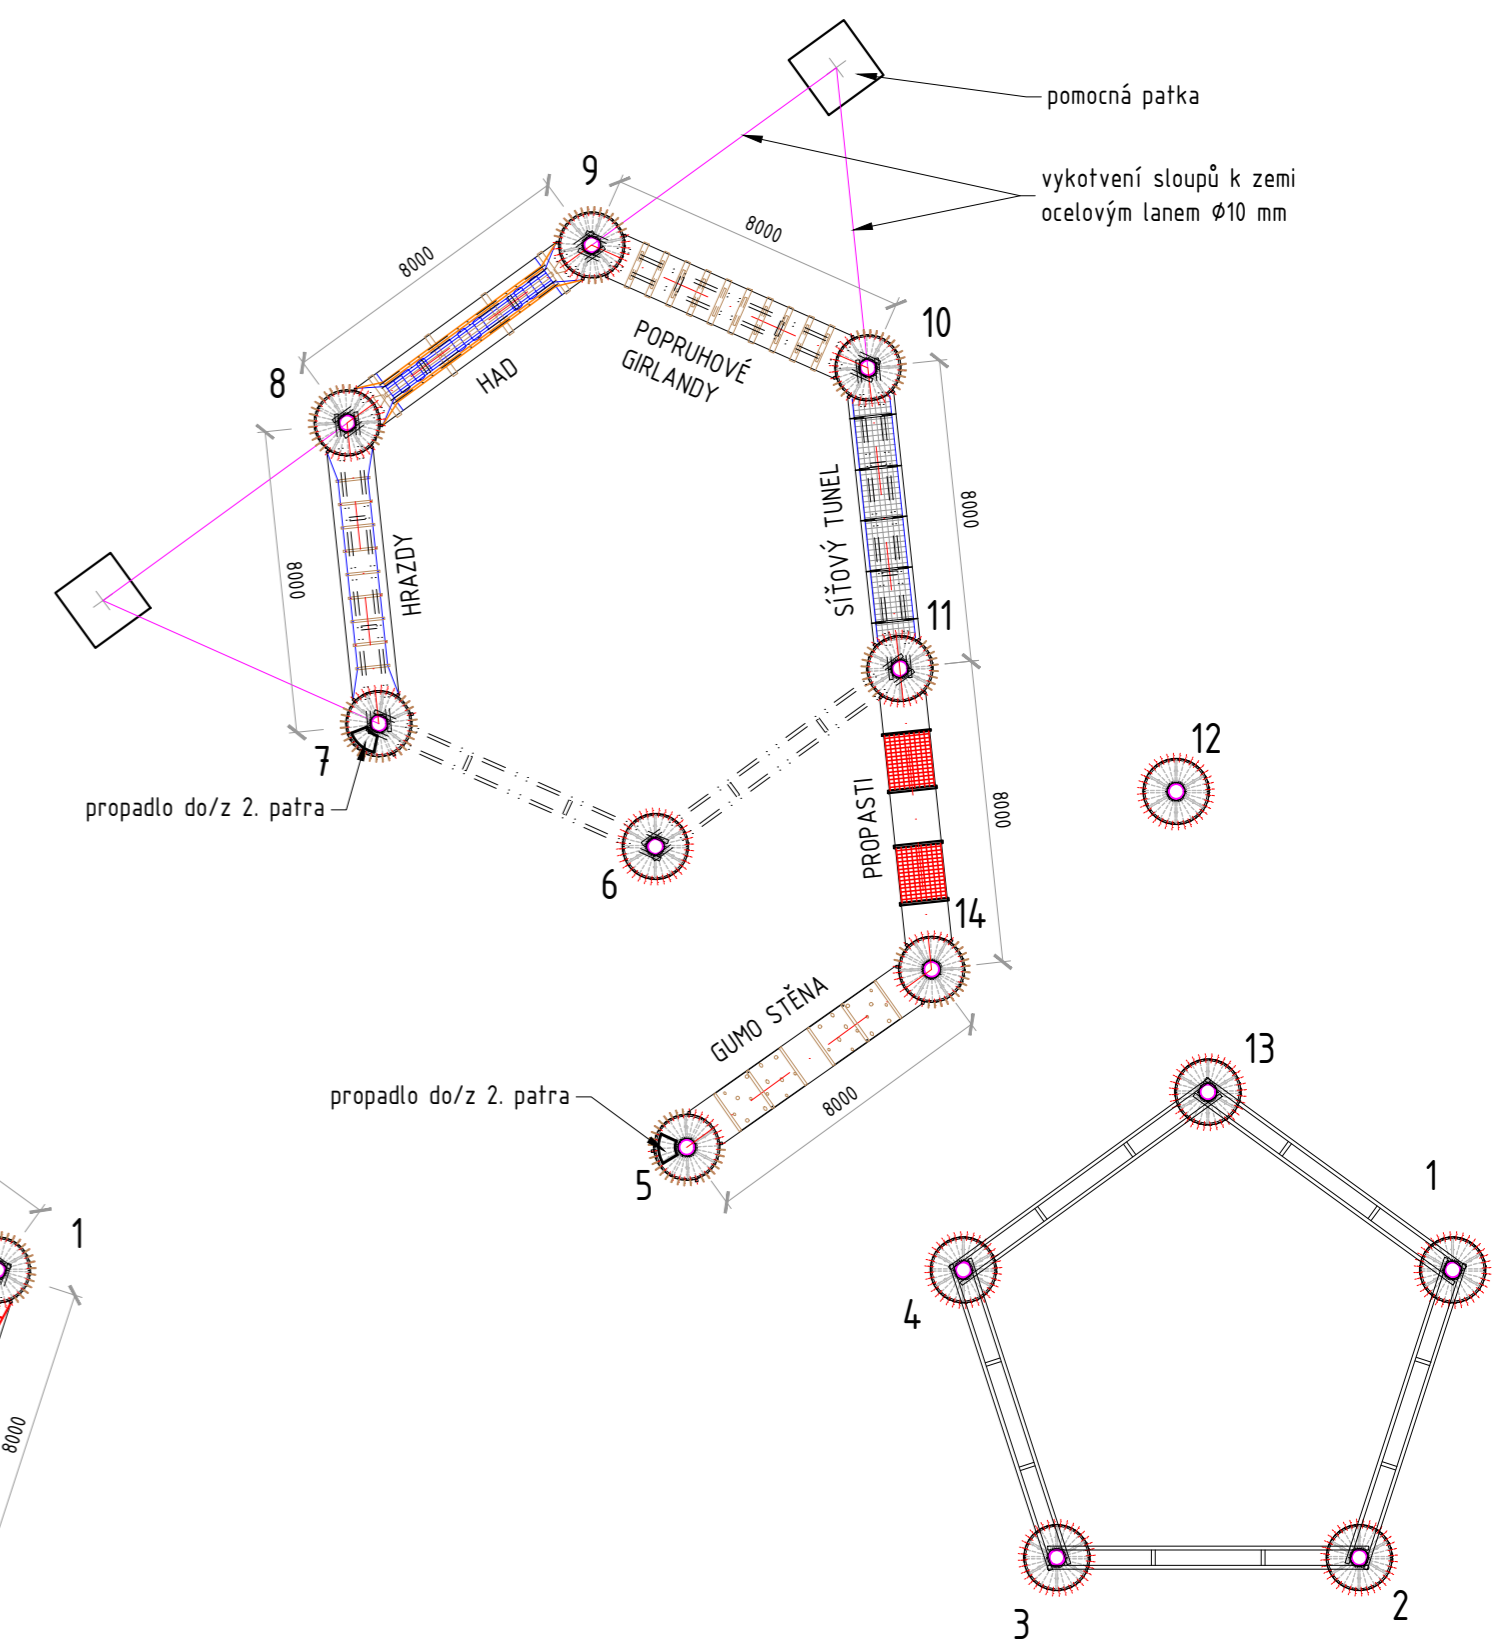 pomocná patka
vykotvení sloupů k zemi
ocelovým lanem Ø10 mm
9
8000
8000
10
POPRUHOVÉ
GIRLANDY
HAD
8
8000
SÍŤOVÝ TUNEL
HRAZDY
8000
11
7
propadlo do/z 2. patra
12
8000
PROPASTI
6
14
GUMO STĚNA
propadlo do/z 2. patra
8000
5
13
1
1
4
8000
3
2